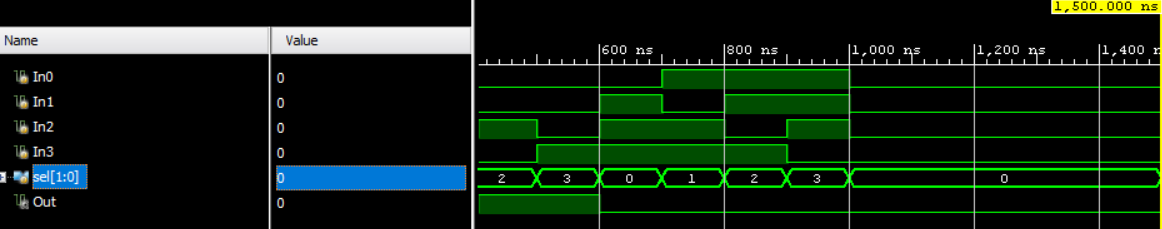 1,500.000 ns
Name Value
600 ns 800 ns 1,000 ns 1,200 ns 1,400 n
In0 0
In1 0
In2 0
In3 0
sel[1:0] 0 2 3 0 1 2 3 0
Out 0